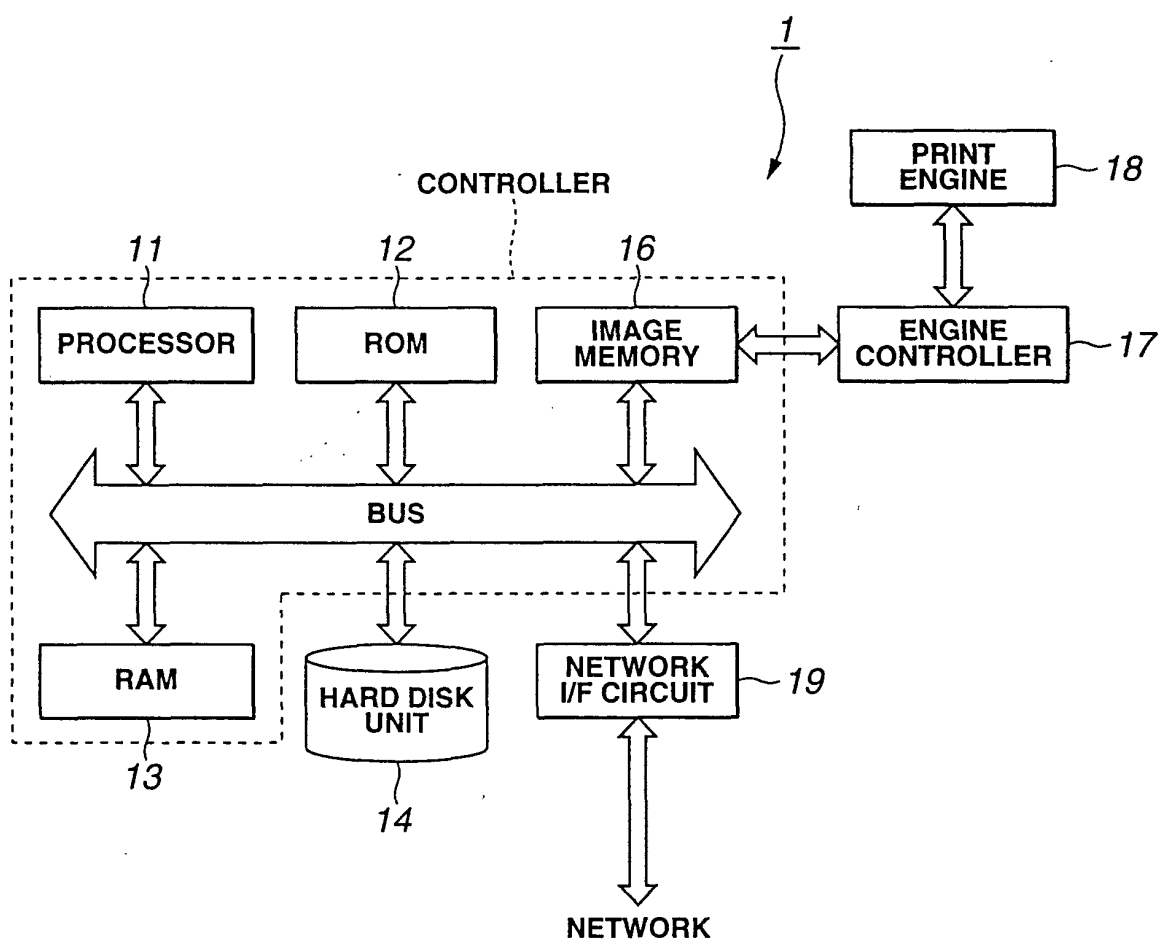 1
PRINT
ENGINE
18
CONTROLLER
11
12
16
PROCESSOR
ROM
IMAGE
MEMORY
ENGINE
CONTROLLER
17
BUS
RAM
13
HARD DISK
UNIT
14
NETWORK
I/F CIRCUIT
19
NETWORK